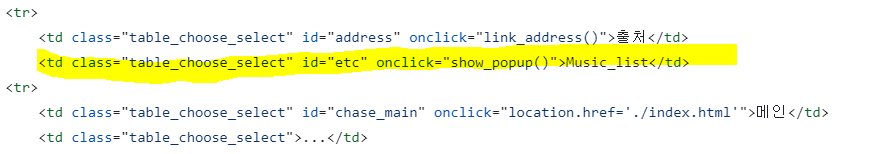 <tr>
<td class="table_choose_select" id="address" onclick="link_address()">출처</td>
<td class="table_choose_select" id="etc" onclick="show_popup()">Music_list</td>
<tr>
<td class="table_choose_select" id="chase_main" onclick="location.href='./index.html'">메인</td>
<td class="table_choose_select">...</td>